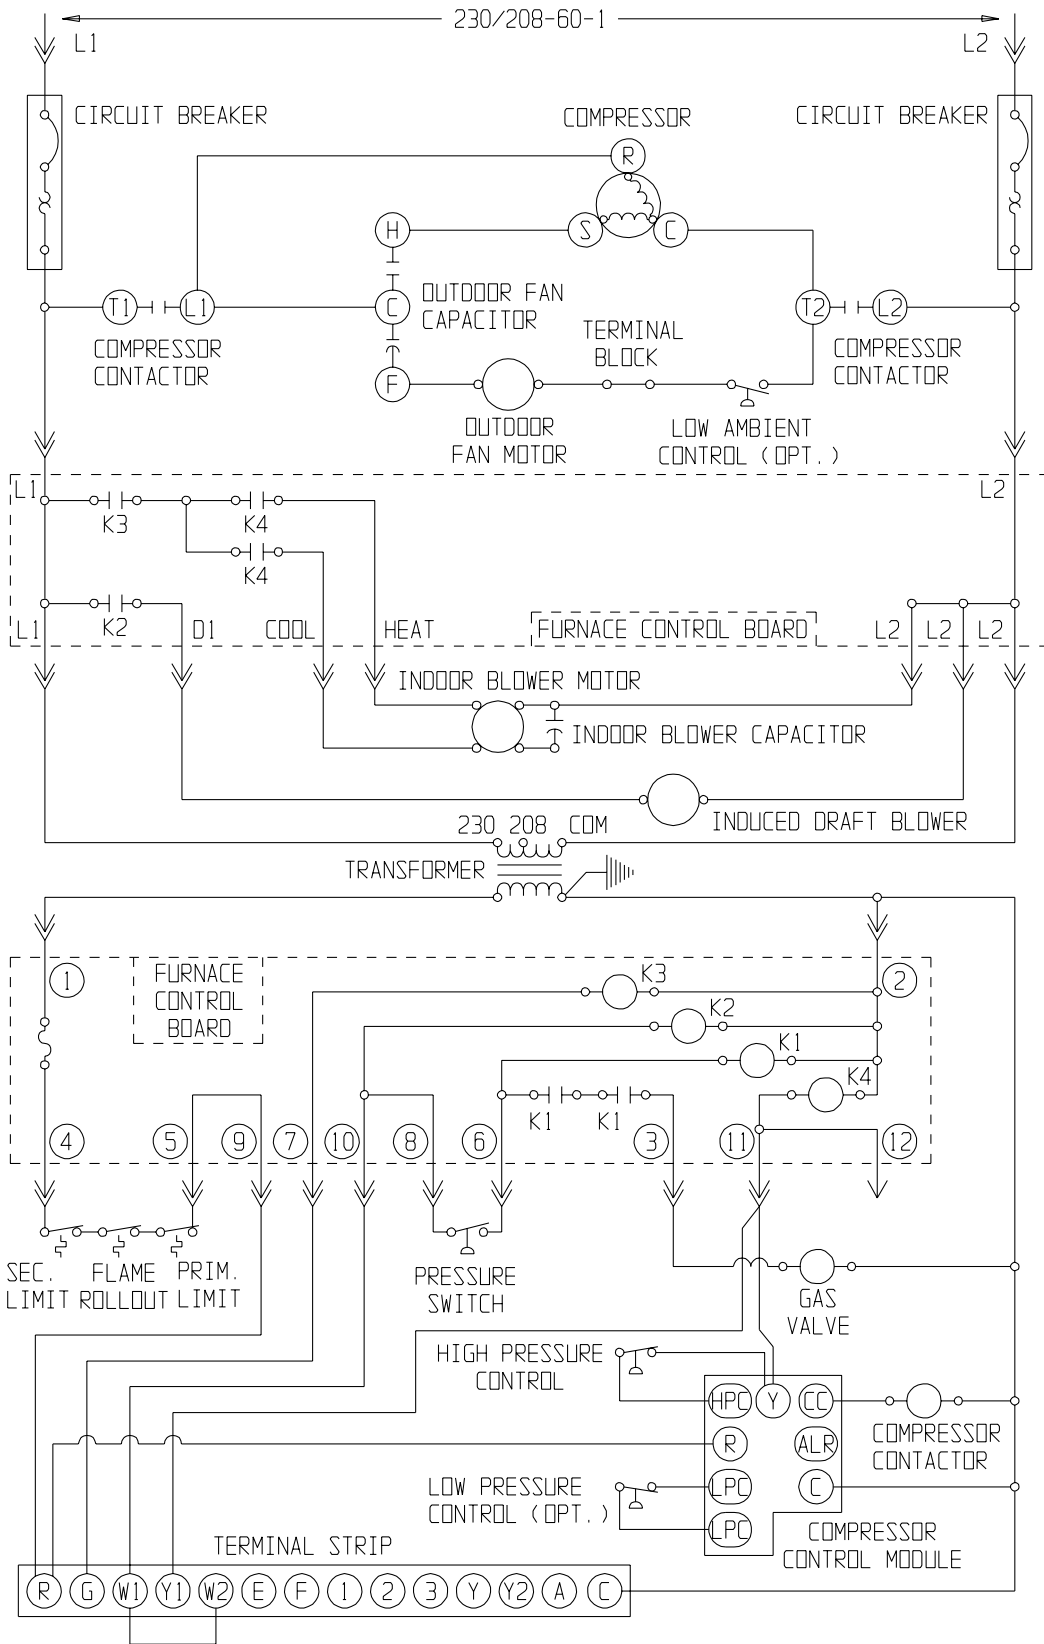 230/208-60-1
L1
L2
CIRCUIT BREAKER
COMPRESSOR
CIRCUIT BREAKER
R
H
S
C
T1
L1
C
OUTDOOR FAN
CAPACITOR
T2
L2
COMPRESSOR
CONTACTOR
TERMINAL
BLOCK
COMPRESSOR
CONTACTOR
F
OUTDOOR
FAN MOTOR
LOW AMBIENT
CONTROL (OPT.)
L1
L2
K3
K4
K4
L1
K2
D1
COOL
HEAT
FURNACE CONTROL BOARD
L2
L2
L2
INDOOR BLOWER MOTOR
INDOOR BLOWER CAPACITOR
INDUCED DRAFT BLOWER
230 208 COM
TRANSFORMER
1
FURNACE
CONTROL
BOARD
K3
2
K2
K1
K4
K1
K1
4
5
9
7
10
8
6
3
11
12
SEC.
LIMIT
FLAME
ROLLOUT
PRIM.
LIMIT
PRESSURE
SWITCH
GAS
VALVE
HIGH PRESSURE
CONTROL
HPC
Y
CC
COMPRESSOR
CONTACTOR
R
ALR
LOW PRESSURE
CONTROL (OPT.)
LPC
C
LPC
COMPRESSOR
CONTROL MODULE
TERMINAL STRIP
R G W1 Y1 W2 E F 1 2 3 Y Y2 A C